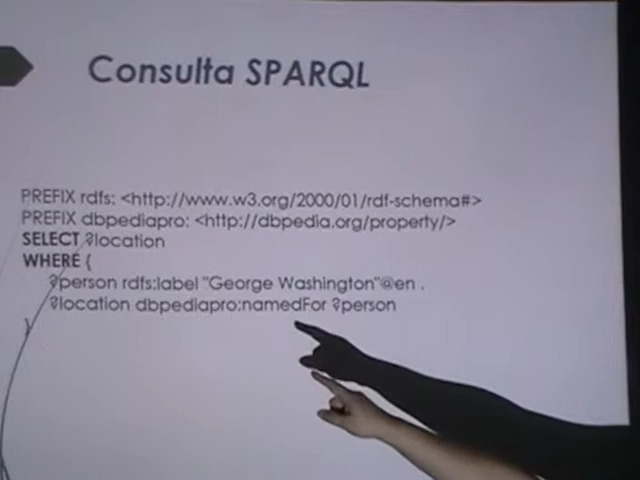 Consulta SPARQL
PREFIX rdfs: <http://www.w3.org/2000/01/rdf-schema#>
PREFIX dbpediapro: <http://dbpedia.org/property/>
SELECT ?location
WHERE {
?person rdfs:label "George Washington"@en .
?location dbpediapro:namedFor ?person
}